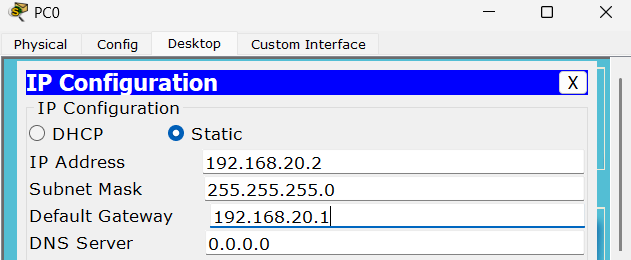 PC0
Physical Config Desktop Custom Interface
IP Configuration X
IP Configuration
DHCP Static
IP Address 192.168.20.2
Subnet Mask 255.255.255.0
Default Gateway 192.168.20.1
DNS Server 0.0.0.0